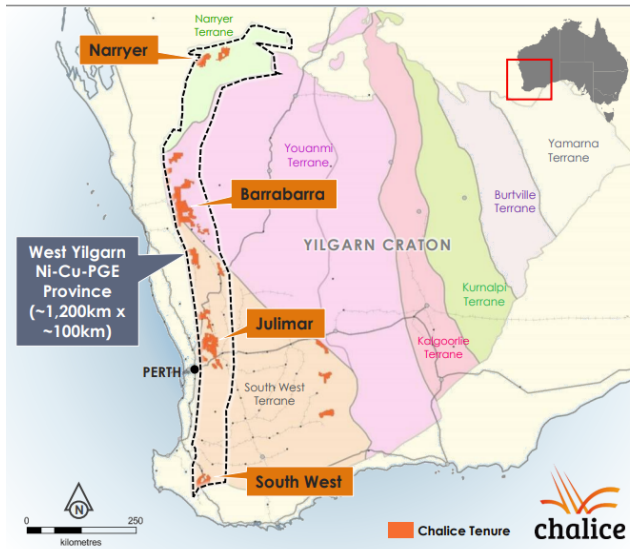 Narryer
Terrane
Narryer
Youanmi
Terrane
Yamarna
Terrane
Burtville
Terrane
Barrabarra
YILGARN CRATON
West Yilgarn
Ni-Cu-PGE
Province
(~1,200km x
~100km)
Kurnalpi
Terrane
Julimar
Kalgoorlie
Terrane
PERTH
South West
Terrane
South West
N
0
250
kilometres
Chalice Tenure
chalice